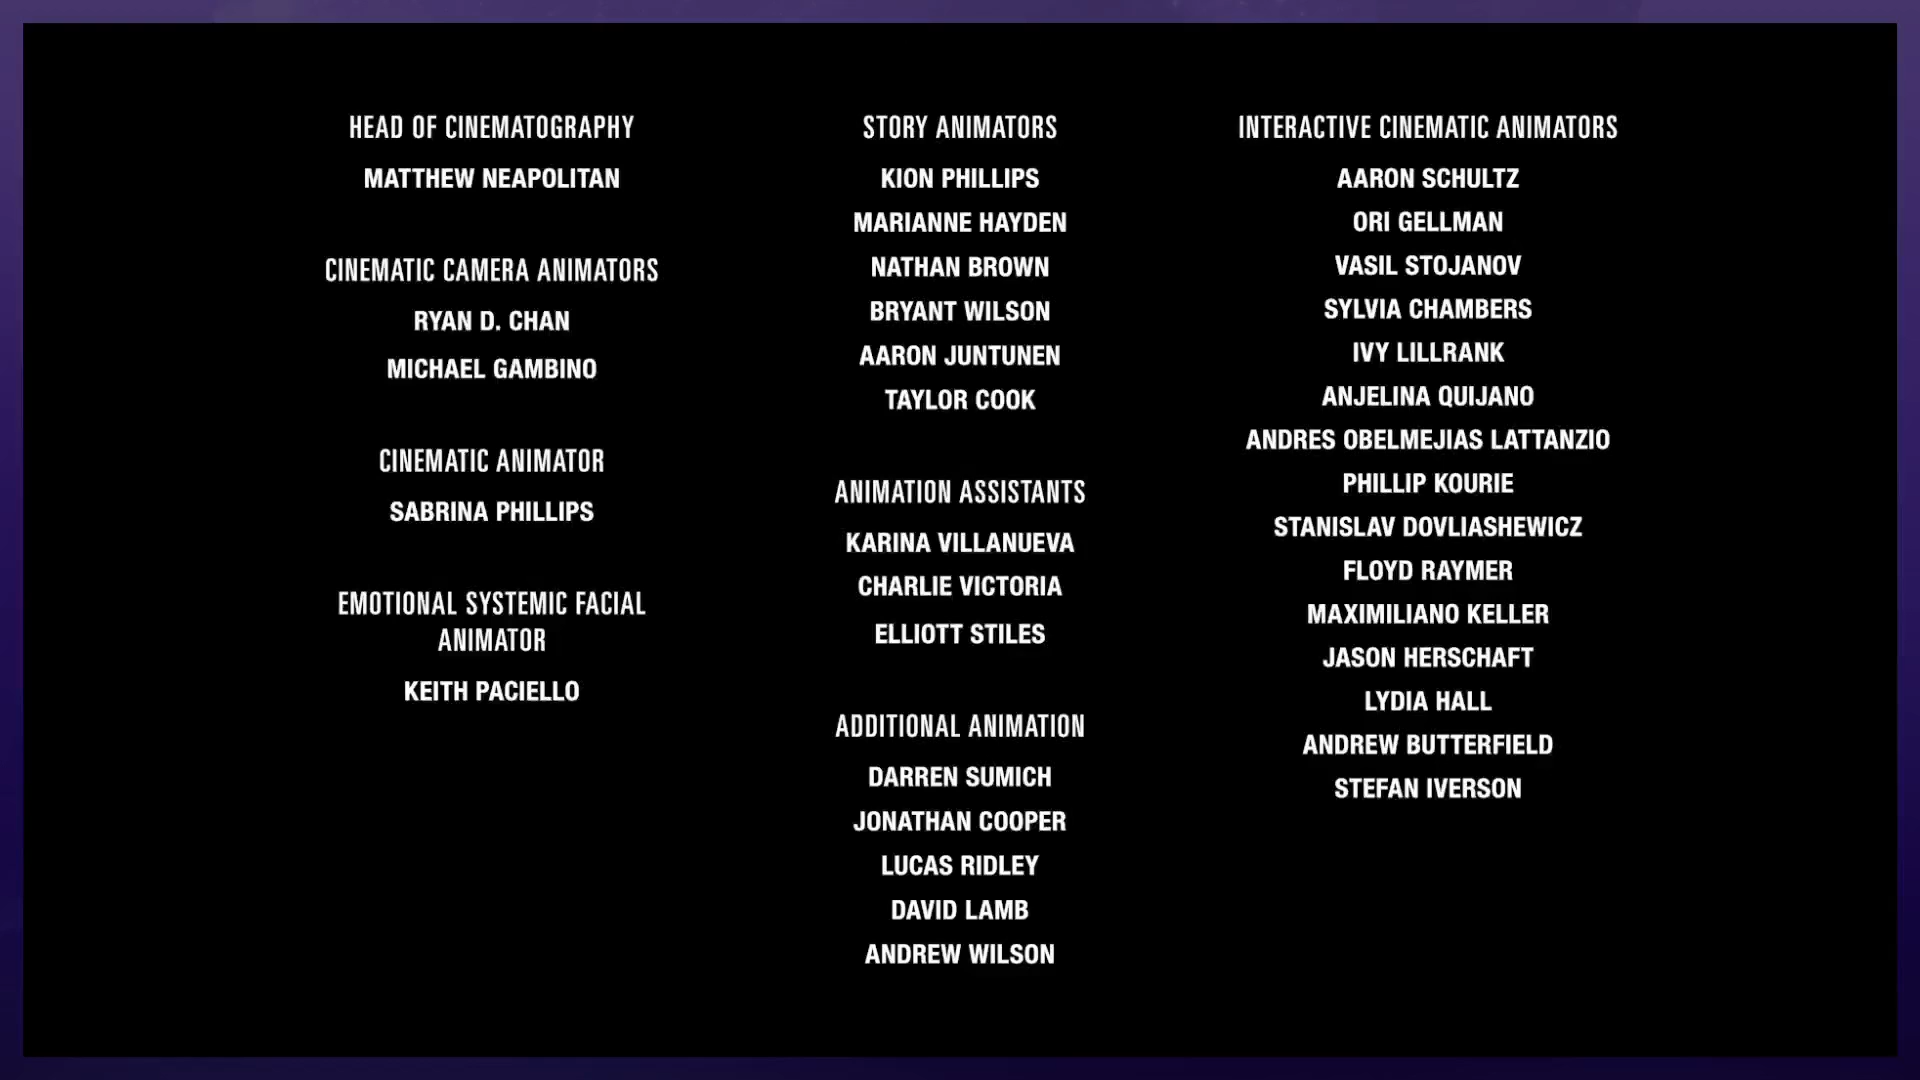 HEAD OF CINEMATOGRAPHY
MATTHEW NEAPOLITAN
CINEMATIC CAMERA ANIMATORS
RYAN D. CHAN
MICHAEL GAMBINO
CINEMATIC ANIMATOR
SABRINA PHILLIPS
EMOTIONAL SYSTEMIC FACIAL
ANIMATOR
KEITH PACIELLO
STORY ANIMATORS
KION PHILLIPS
MARIANNE HAYDEN
NATHAN BROWN
BRYANT WILSON
AARON JUNTUNEN
TAYLOR COOK
ANIMATION ASSISTANTS
KARINA VILLANUEVA
CHARLIE VICTORIA
ELLIOTT STILES
ADDITIONAL ANIMATION
DARREN SUMICH
JONATHAN COOPER
LUCAS RIDLEY
DAVID LAMB
ANDREW WILSON
INTERACTIVE CINEMATIC ANIMATORS
AARON SCHULTZ
ORI GELLMAN
VASIL STOJANOV
SYLVIA CHAMBERS
IVY LILLRANK
ANJELINA QUIJANO
ANDRES OBELMEJIAS LATTANZIO
PHILLIP KOURIE
STANISLAV DOVLIASHEWICZ
FLOYD RAYMER
MAXIMILIANO KELLER
JASON HERSCHAFT
LYDIA HALL
ANDREW BUTTERFIELD
STEFAN IVERSON